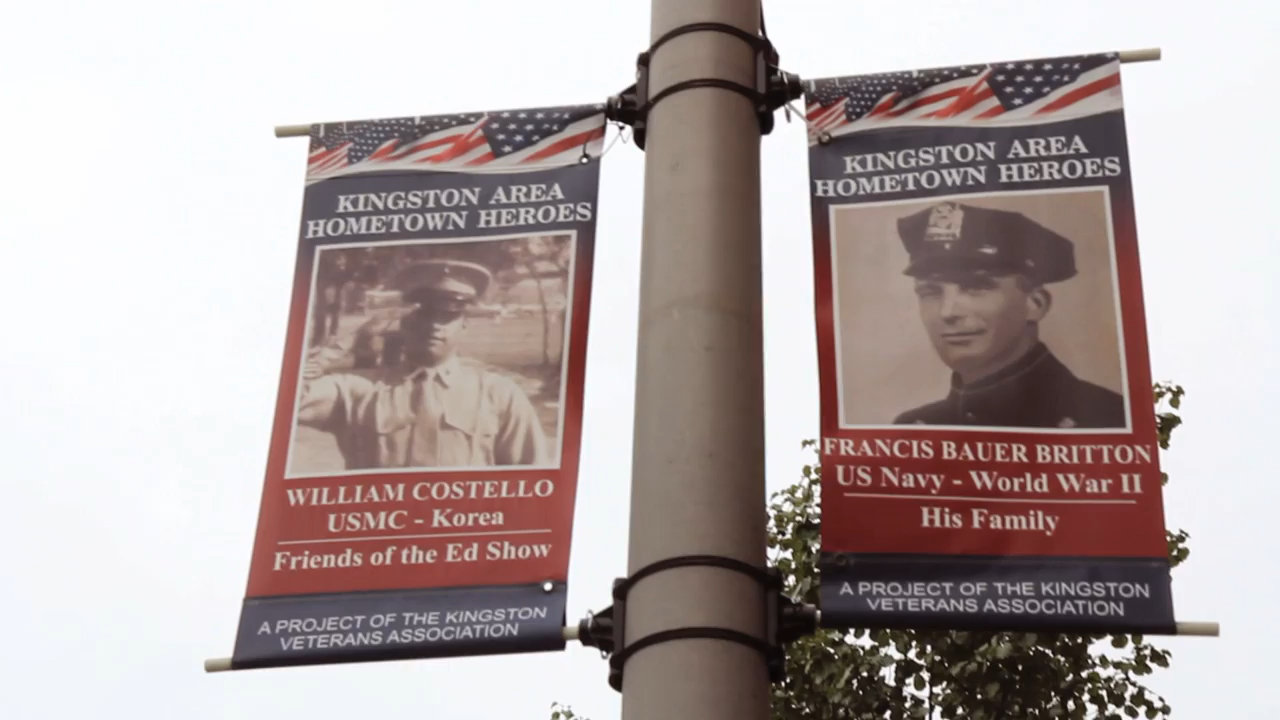 KINGSTON AREA
HOMETOWN HEROES
WILLIAM COSTELLO
USMC - Korea
Friends of the Ed Show
A PROJECT OF THE KINGSTON
VETERANS ASSOCIATION
KINGSTON AREA
HOMETOWN HEROES
FRANCIS BAUER BRITTON
US Navy - World War II
His Family
A PROJECT OF THE KINGSTON
VETERANS ASSOCIATION